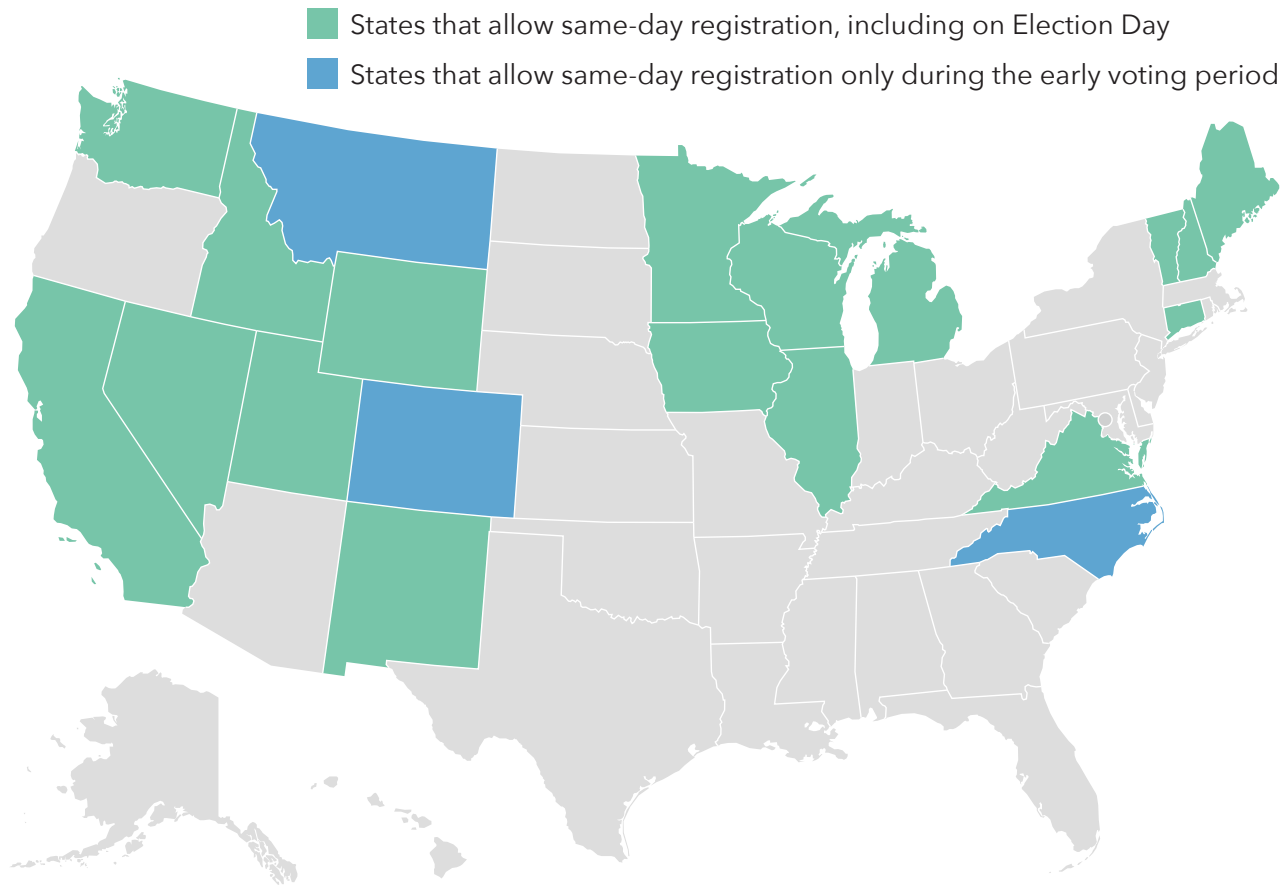 States that allow same-day registration, including on Election Day
States that allow same-day registration only during the early voting period